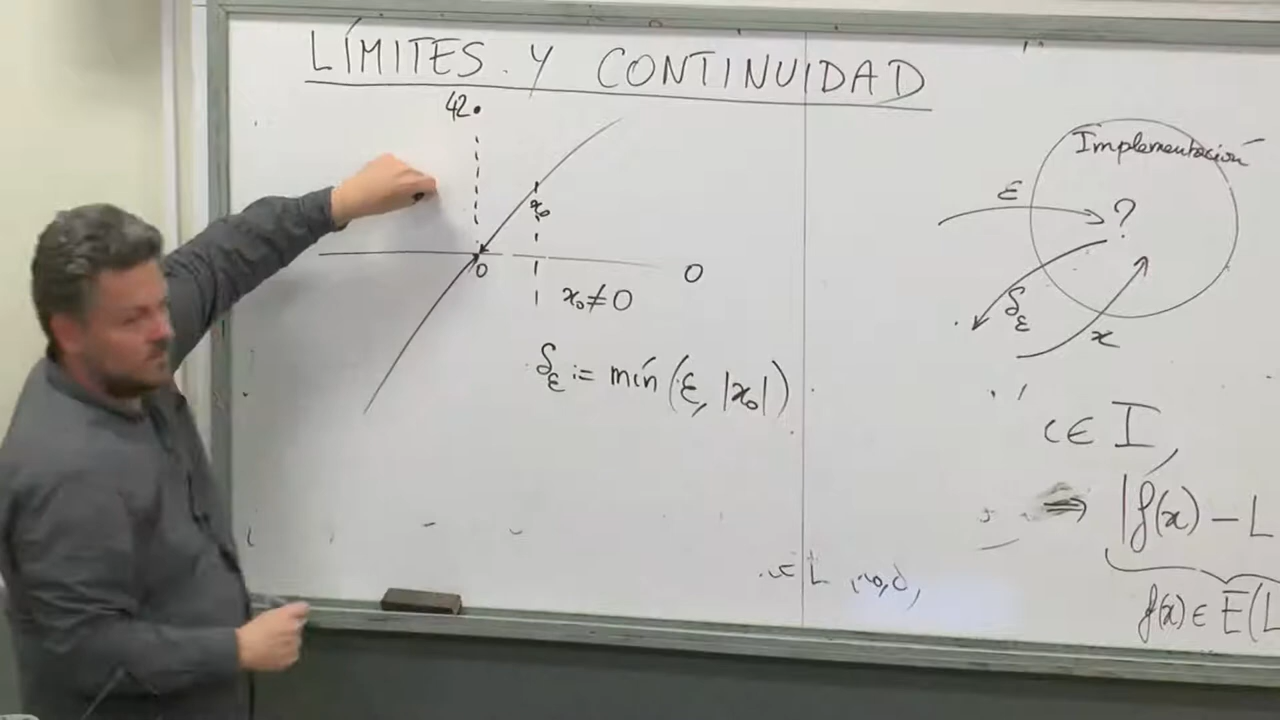 LÍMITES Y CONTINUIDAD
42
x₀
0
0
x₀ ≠ 0
δ_ε := mín (ε, |x₀|)
Implementación
ε
?
δ_ε
x
∈ I,
⇒ |f(x) – L
f(x) ∈ E(L